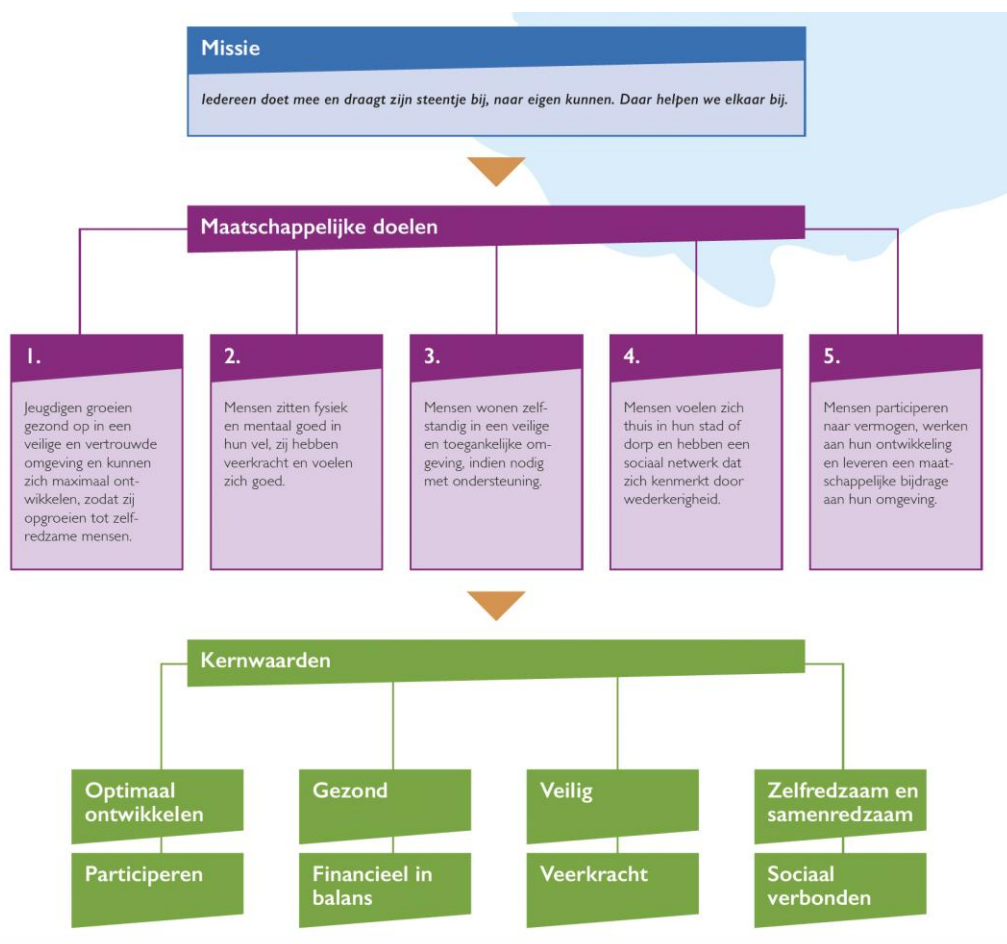 Missie
Iedereen doet mee en draagt zijn steentje bij, naar eigen kunnen. Daar helpen we elkaar bij.
Maatschappelijke doelen
1.
Jeugdigen groeien
gezond op in een
veilige en vertrouwde
omgeving en kunnen
zich maximaal ont-
wikkelen, zodat zij
opgroeien tot zelf-
redzame mensen.
2.
Mensen zitten fysiek
en mentaal goed in
hun vel, zij hebben
veerkracht en voelen
zich goed.
3.
Mensen wonen zelf-
standig in een veilige
en toegankelijke om-
geving, indien nodig
met ondersteuning.
4.
Mensen voelen zich
thuis in hun stad of
dorp en hebben een
sociaal netwerk dat
zich kenmerkt door
wederkerigheid.
5.
Mensen participeren
naar vermogen, werken
aan hun ontwikkeling
en leveren een maat-
schappelijke bijdrage
aan hun omgeving.
Kernwaarden
Optimaal
ontwikkelen
Gezond
Veilig
Zelfredzaam en
samenredzaam
Participeren
Financieel in
balans
Veerkracht
Sociaal
verbonden